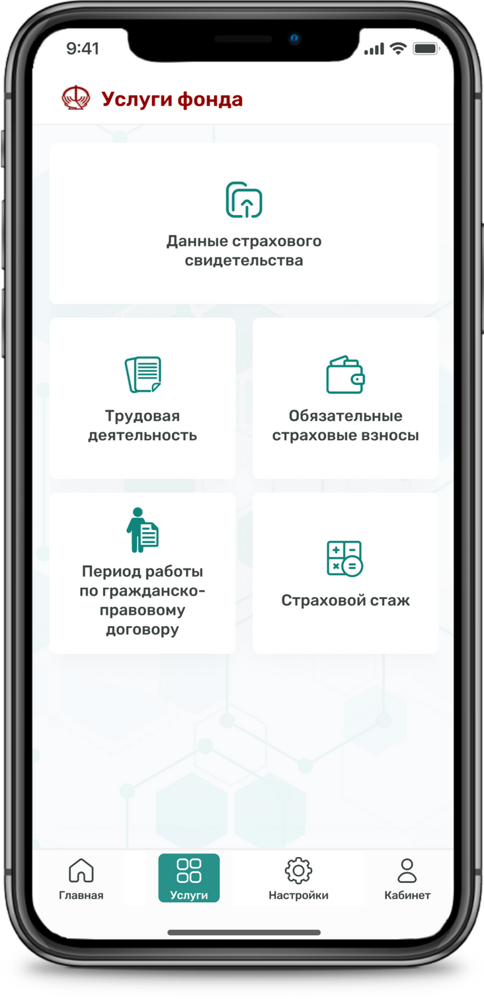 9:41
Услуги фонда
Данные страхового
свидетельства
Трудовая
деятельность
Обязательные
страховые взносы
Период работы
по гражданско-
правовому
договору
Страховой стаж
Главная
Услуги
Настройки
Кабинет